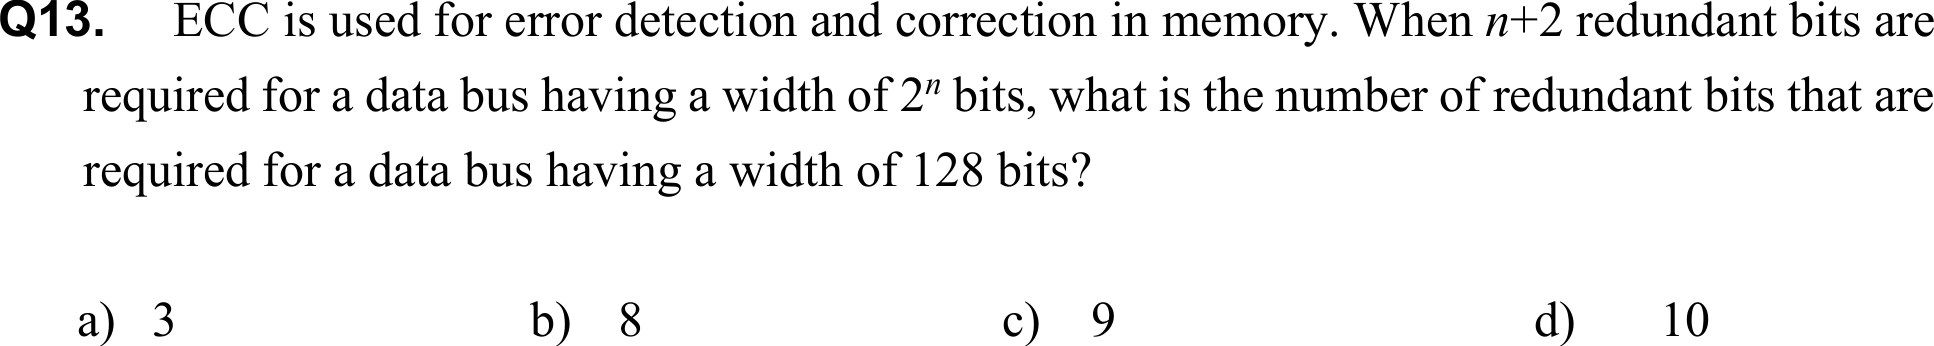 Q13. ECC is used for error detection and correction in memory. When n+2 redundant bits are
required for a data bus having a width of 2ⁿ bits, what is the number of redundant bits that are
required for a data bus having a width of 128 bits?
a) 3 b) 8 c) 9 d) 10